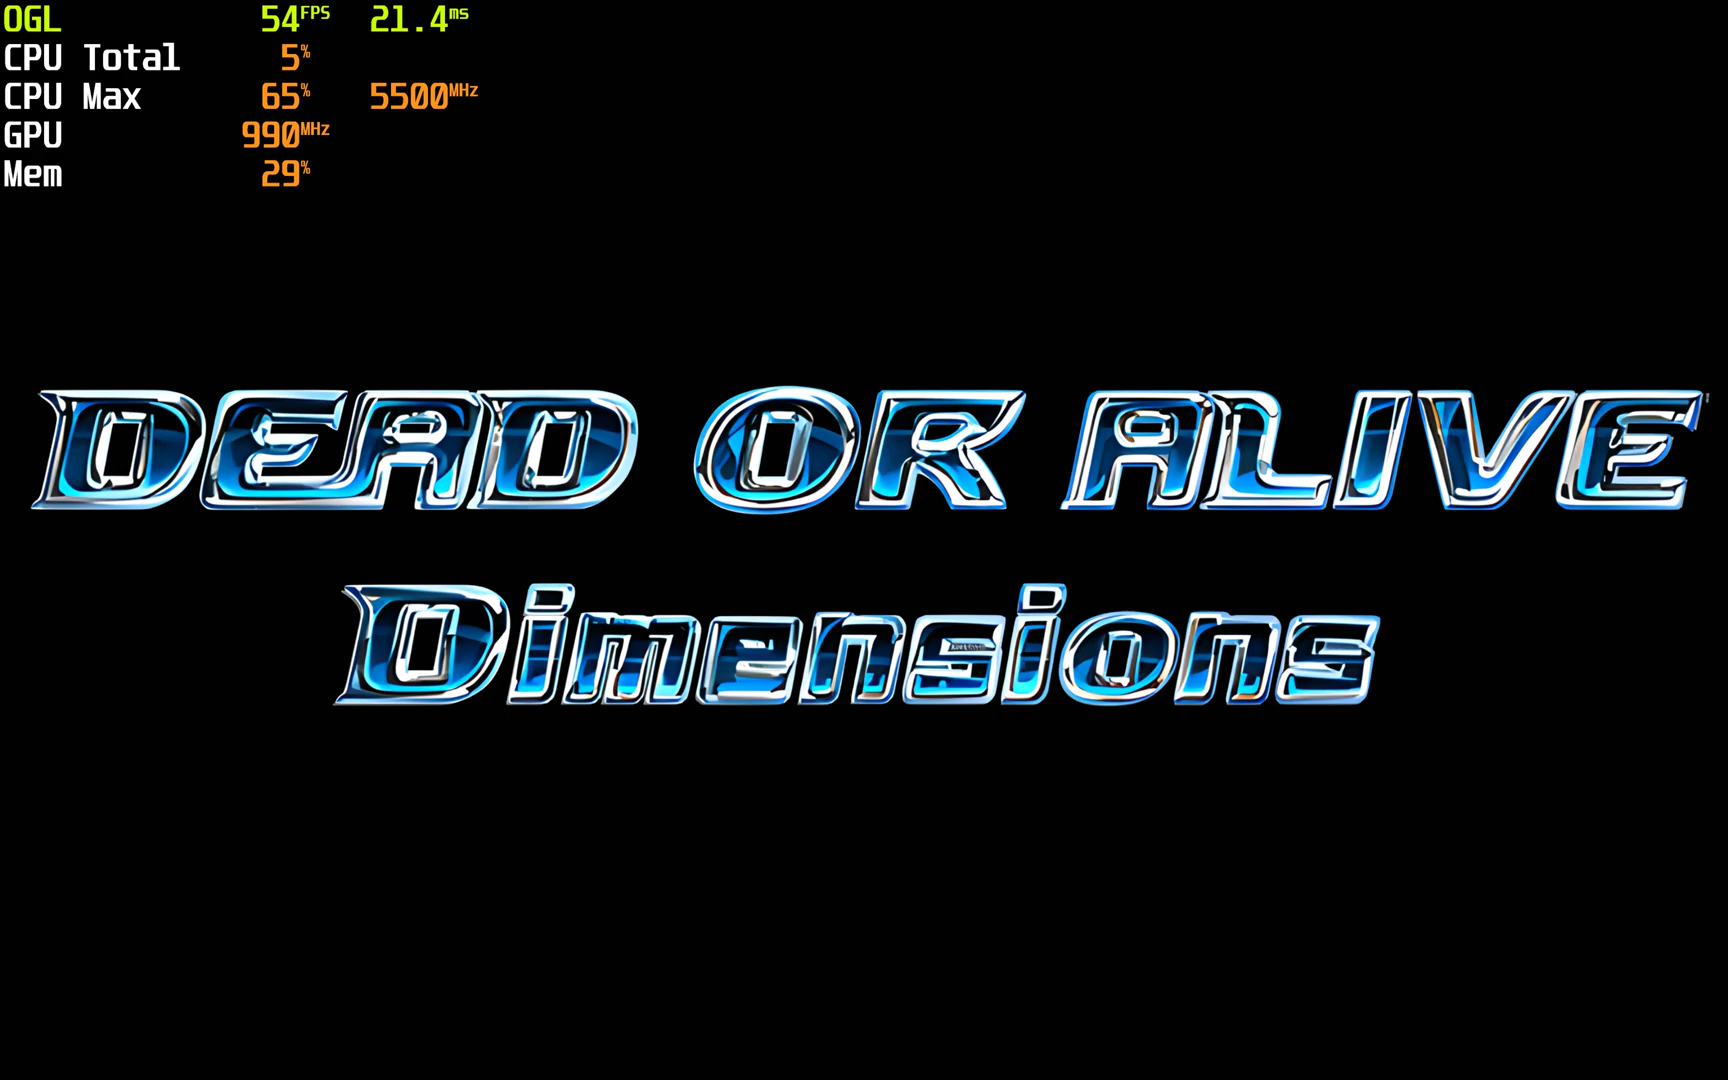 OGL 54FPS 21.4ms
CPU Total 5%
CPU Max 65% 5500MHz
GPU 990MHz
Mem 29%
DEAD OR ALIVE
Dimensions